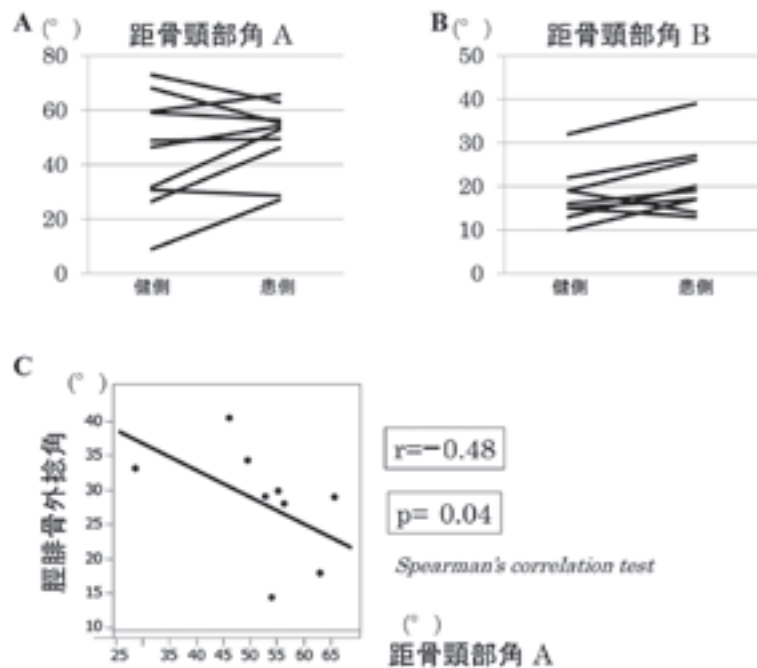 A (°) 距骨頸部角 A
80
60
40
20
0
健側 患側
B (°) 距骨頸部角 B
50
40
30
20
10
0
健側 患側
C (°)
脛腓骨外捻角
40
35
30
25
20
15
10
25 35 40 45 50 55 60 65
r=-0.48
p= 0.04
Spearman's correlation test
(°)
距骨頸部角 A